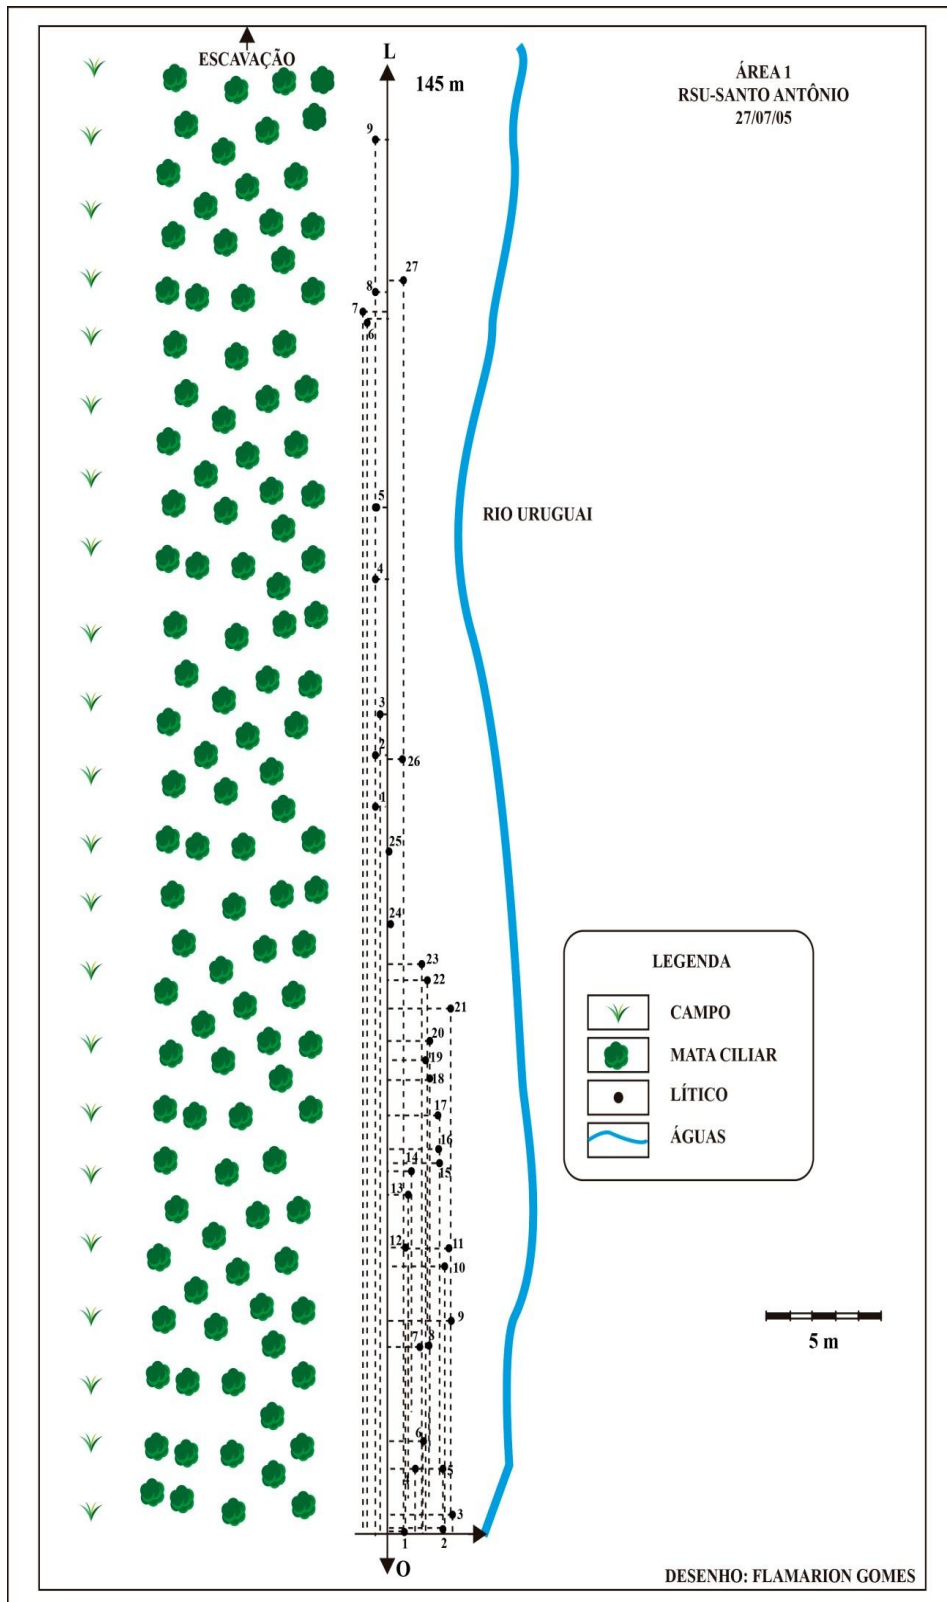 ESCAVAÇÃO
L
145 m
ÁREA 1
RSU-SANTO ANTÔNIO
27/07/05
9
27
8
7
6
5
RIO URUGUAI
4
3
2
26
1
25
24
23
22
21
20
19
18
17
16
15
14
13
12
11
10
9
8
7
6
5
4
3
2
1
O
LEGENDA
CAMPO
MATA CILIAR
LÍTICO
ÁGUAS
5 m
DESENHO: FLAMARION GOMES